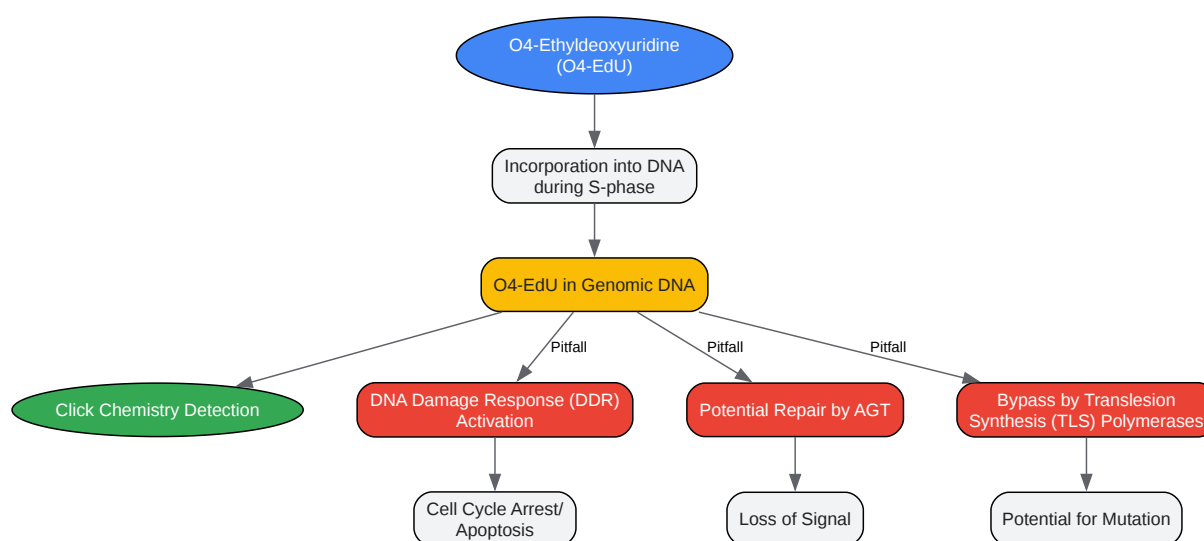 O4-Ethyldeoxyuridine
(O4-EdU)
Incorporation into DNA
during S-phase
O4-EdU in Genomic DNA
Pitfall
Pitfall
Pitfall
Click Chemistry Detection
DNA Damage Response (DDR)
Activation
Potential Repair by AGT
Bypass by Translesion
Synthesis (TLS) Polymerases
Cell Cycle Arrest/
Apoptosis
Loss of Signal
Potential for Mutation